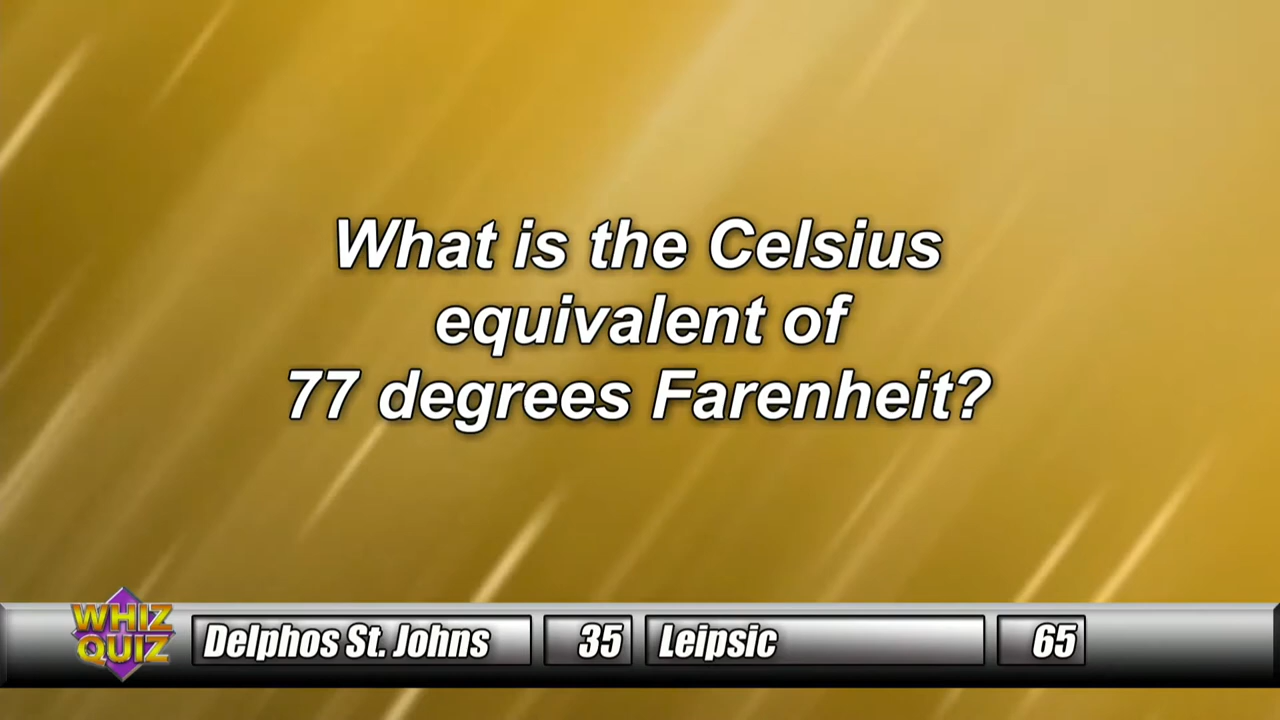 What is the Celsius
equivalent of
77 degrees Farenheit?
WHIZ
QUIZ
Delphos St. Johns 35 Leipsic 65